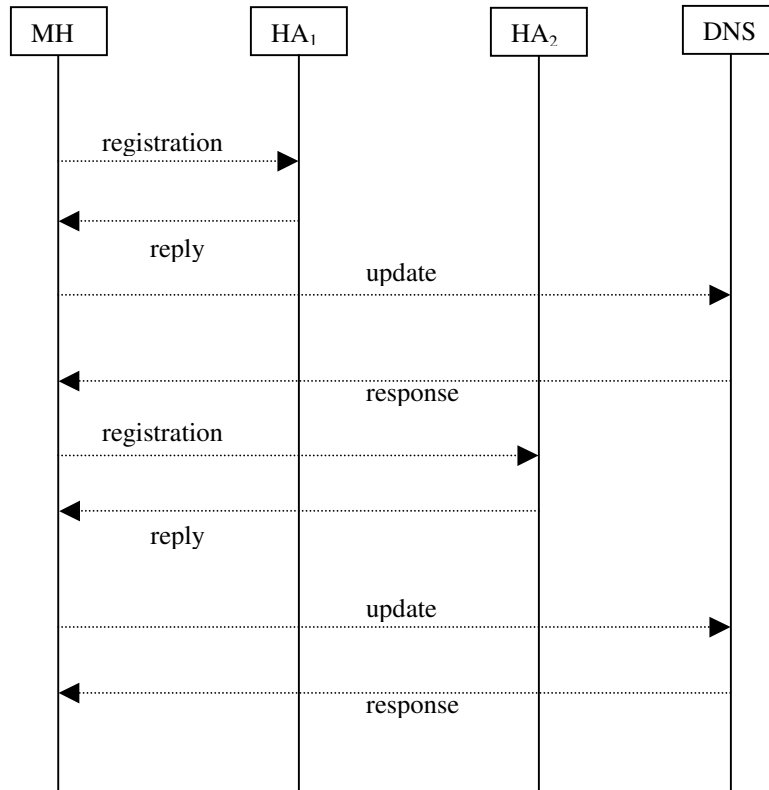 MH HA₁ HA₂ DNS
registration
reply
update
response
registration
reply
update
response